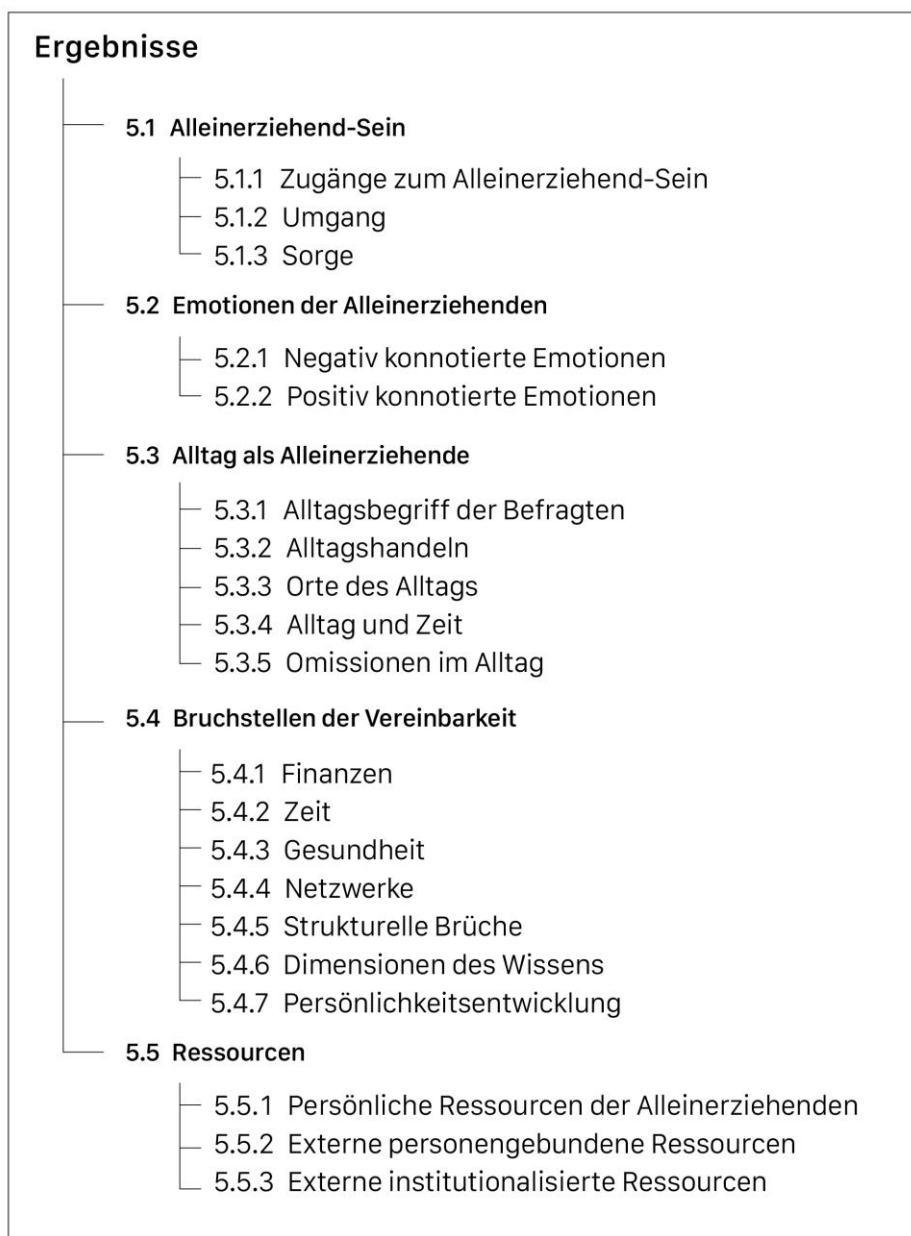 Ergebnisse
5.1 Alleinerziehend-Sein
5.1.1 Zugänge zum Alleinerziehend-Sein
5.1.2 Umgang
5.1.3 Sorge
5.2 Emotionen der Alleinerziehenden
5.2.1 Negativ konnotierte Emotionen
5.2.2 Positiv konnotierte Emotionen
5.3 Alltag als Alleinerziehende
5.3.1 Alltagsbegriff der Befragten
5.3.2 Alltagshandeln
5.3.3 Orte des Alltags
5.3.4 Alltag und Zeit
5.3.5 Omissionen im Alltag
5.4 Bruchstellen der Vereinbarkeit
5.4.1 Finanzen
5.4.2 Zeit
5.4.3 Gesundheit
5.4.4 Netzwerke
5.4.5 Strukturelle Brüche
5.4.6 Dimensionen des Wissens
5.4.7 Persönlichkeitsentwicklung
5.5 Ressourcen
5.5.1 Persönliche Ressourcen der Alleinerziehenden
5.5.2 Externe personengebundene Ressourcen
5.5.3 Externe institutionalisierte Ressourcen